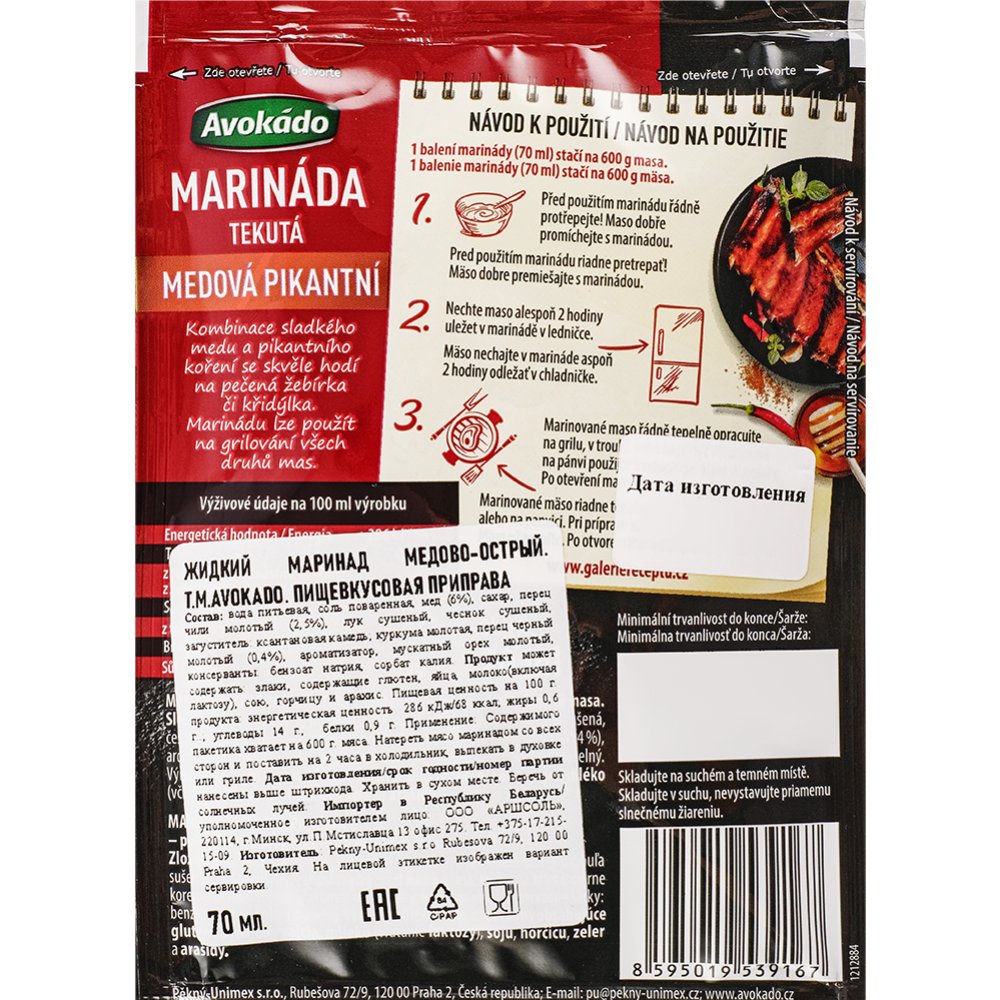 Zde otevřete / Tu otvorte
Zde otevřete / Tu otvorte
Avokádo
MARINÁDA
TEKUTÁ
MEDOVÁ PIKANTNÍ
Kombinace sladkého
medu a pikantního
koření se skvěle hodí
na pečená žebírka
či křidýlka.
Marinádu lze použít
na grilování všech
druhů mas.
NÁVOD K POUŽITÍ / NÁVOD NA POUŽITIE
1 balení marinády (70 ml) stačí na 600 g masa.
1 balenie marinády (70 ml) stačí na 600 g mäsa.
1.
Před použitím marinádu řádně
protřepejte! Maso dobře
promíchejte s marinádou.
Pred použitím marinádu riadne pretrepať!
Mäso dobre premiešajte s marinádou.
2.
Nechte maso alespoň 2 hodiny
uležet v marinádě v ledničce.
Mäso nechajte v marináde aspoň
2 hodiny odležať v chladničke.
3.
Marinované maso řádně tepelně opracujte
na grilu, v
na pánvi
Po otevření
Marinované mäso riadne
alebo na panvici. Pri
Po
www.galeriereceptu.cz
Návod k servírování / Návod na servírovanie
Дата изготовления
Výživové údaje na 100 ml výrobku
Energetická hodnota / Energia
ЖИДКИЙ МАРИНАД МЕДОВО-ОСТРЫЙ.
Т.М.AVOKADO. ПИЩЕВКУСОВАЯ ПРИПРАВА
Состав: вода питьевая, соль поваренная, мед (6%), сахар, перец
чили молотый (2,5%), лук сушеный, чеснок сушеный,
загуститель: ксантановая камедь, куркума молотая, перец черный
молотый (0,4%), ароматизатор, мускатный орех молотый,
консерванты: бензоат натрия, сорбат калия. Продукт может
содержать: злаки, содержащие глютен, яйца, молоко(включая
лактозу), сою, горчицу и арахис. Пищевая ценность на 100 г.
продукта: энергетическая ценность 286 кДж/68 ккал, жиры 0,6
г., углеводы 14 г., белки 0,9 г. Применение: Содержимого
пакетика хватает на 600 г. мяса. Натереть мясо маринадом со всех
сторон и поставить на 2 часа в холодильник, выпекать в духовке
или гриле. Дата изготовления/срок годности/номер партии
нанесены выше штрихкода. Хранить в сухом месте. Беречь от
солнечных лучей. Импортер в Республику Беларусь/
уполномоченное изготовителем лицо: ООО «АРШСОЛЬ»,
220114, г.Минск, ул.П Мстиславца 13 офис 275. Тел. +375-17-215-
15-09. Изготовитель: Pekny-Unimex s.r.o Rubesova 72/9, 120 00
Praha 2, Чехия. На лицевой этикетке изображен вариант
сервировки.
70 МЛ.
EAC
84
C/PAP
Minimální trvanlivost do konce/Šarže:
Minimálna trvanlivosť do konca/Šarža:
Skladujte na suchém a temném místě.
Skladujte v suchu, nevystavujte priamemu
slnečnému žiareniu.
sójù, horčicu, zeler
a arašidy.
8 595019 539167
1212884
Pěkný-Unimex s.r.o., Rubešova 72/9, 120 00 Praha 2, Česká republika; E-mail: pu@pekny-unimex.cz, www.avokado.cz